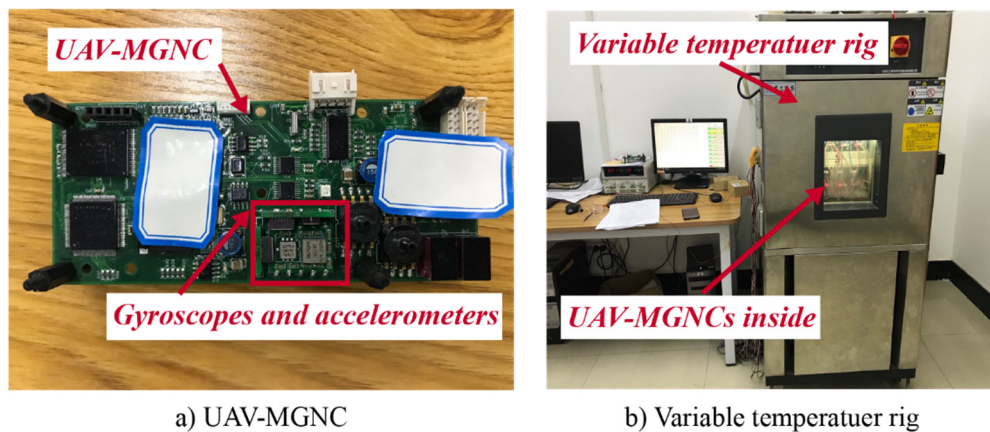 UAV-MGNC
Gyroscopes and accelerometers
a) UAV-MGNC
Variable temperatuer rig
UAV-MGNCs inside
b) Variable temperatuer rig